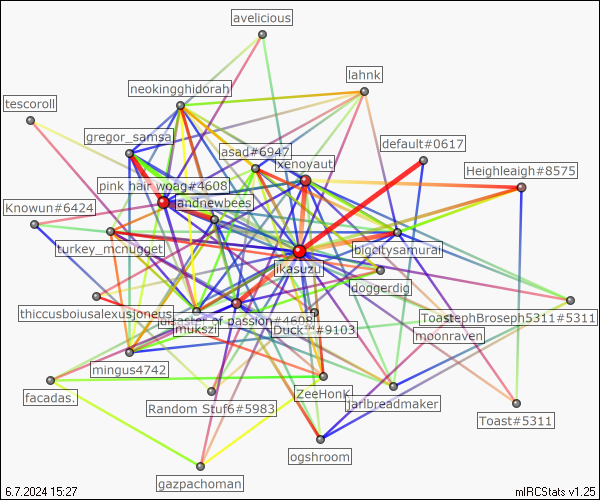 avelicious
lahnk
neokingghidorah
tescoroll
gregor_samsa
default#0617
asad#6947
xenoyaut
Heighleaigh#8575
pink hair woag#4608
andnewbees
Knowun#6424
turkey_mcnugget
bigcitysamurai
ikasuzu
doggerdig
thiccusboiusalexusjoneus
disaster of passion#4608
ToastephBroseph5311#5311
mukszi
Duck™#9103
moonraven
mingus4742
facadas.
ZeeHonk
Random Stuf6#5983
jarlbreadmaker
Toast#5311
ogshroom
gazpachoman
6.7.2024 15:27
mIRCStats v1.25